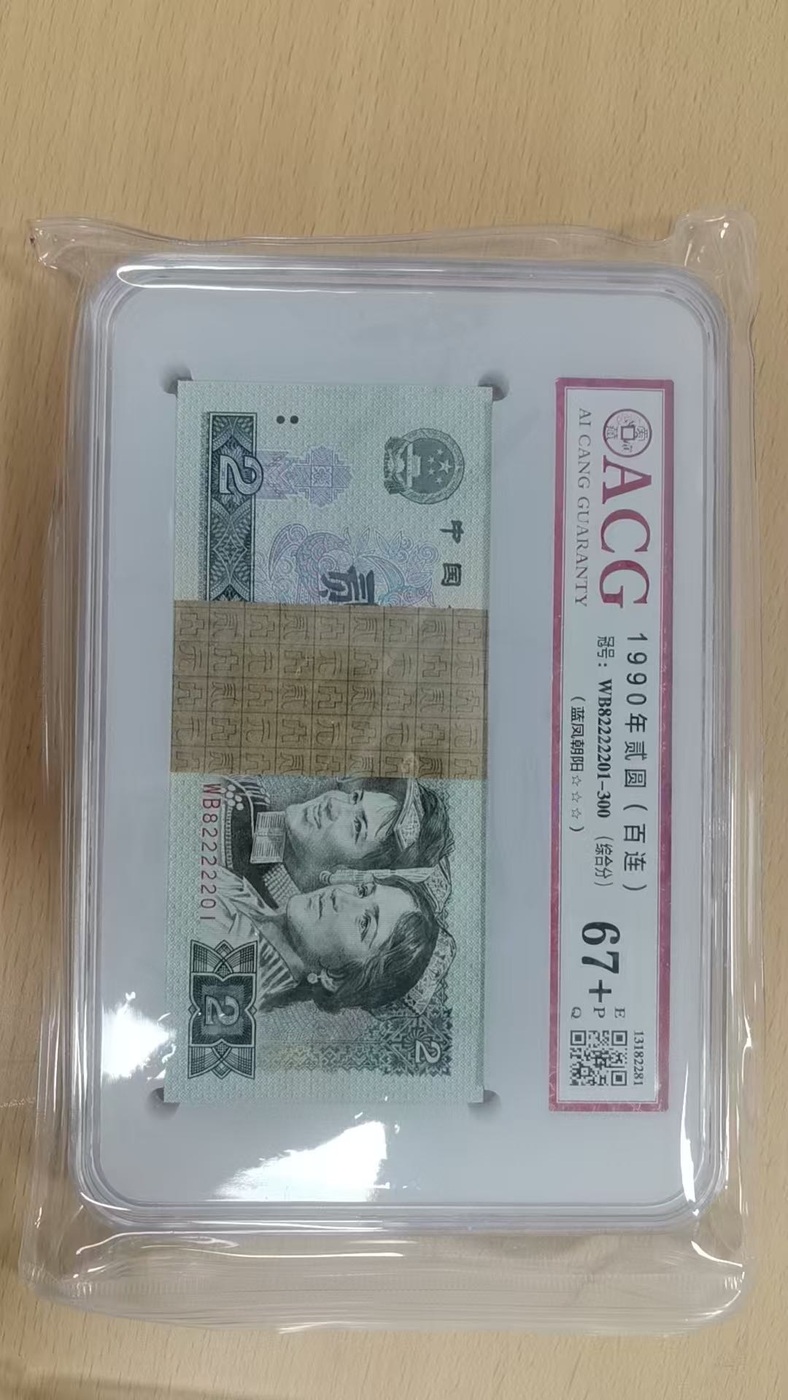 ACG
AI CANG GUARANTY
1990年贰圆（百连）
冠号：WB82222201-300（综合分）
（蓝凤朝阳☆☆☆）
67+
E
P
Q
13182281
中国
贰
2
WB82222201
2
2